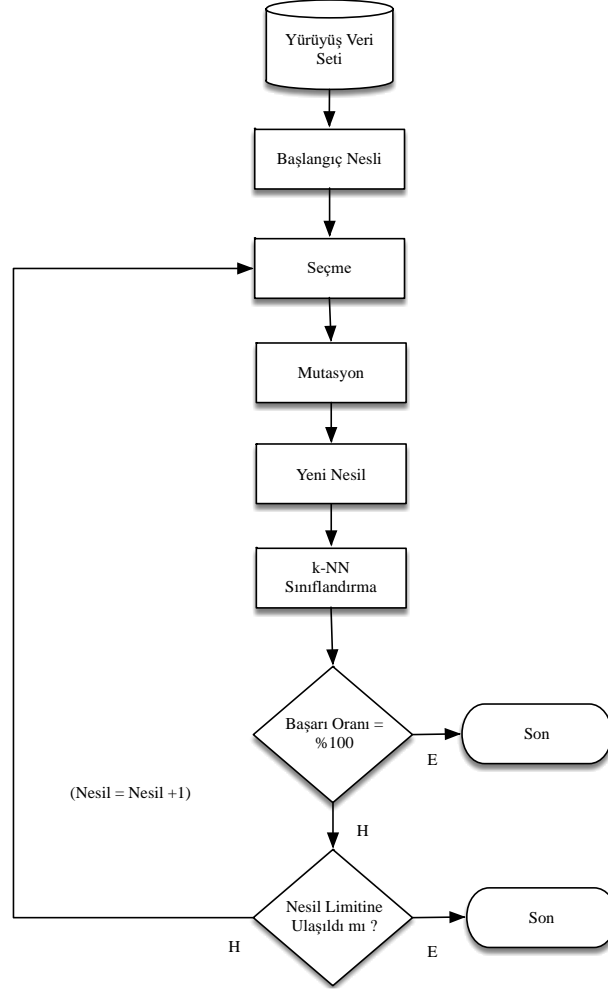 Yürüyüş Veri
Seti
Başlangıç Nesli
Seçme
Mutasyon
Yeni Nesil
k-NN
Sınıflandırma
Başarı Oranı =
%100
E
Son
(Nesil = Nesil +1)
H
Nesil Limitine
Ulaşıldı mı ?
H
E
Son